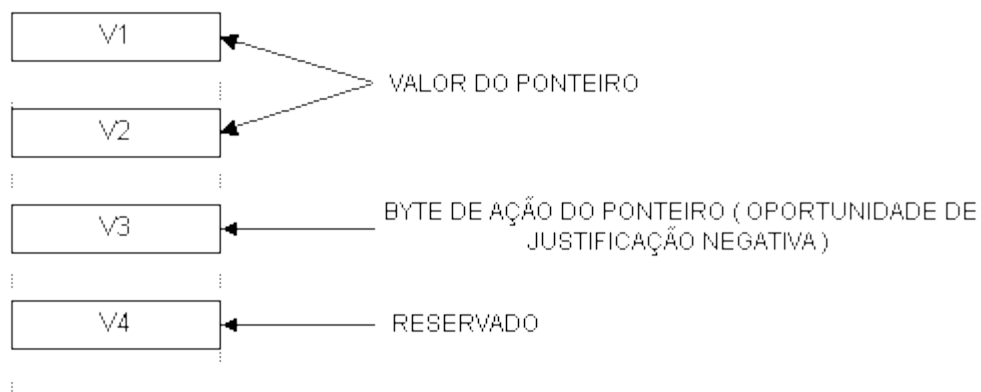 V1
VALOR DO PONTEIRO
V2
V3
BYTE DE AÇÃO DO PONTEIRO ( OPORTUNIDADE DE
JUSTIFICAÇÃO NEGATIVA )
V4
RESERVADO